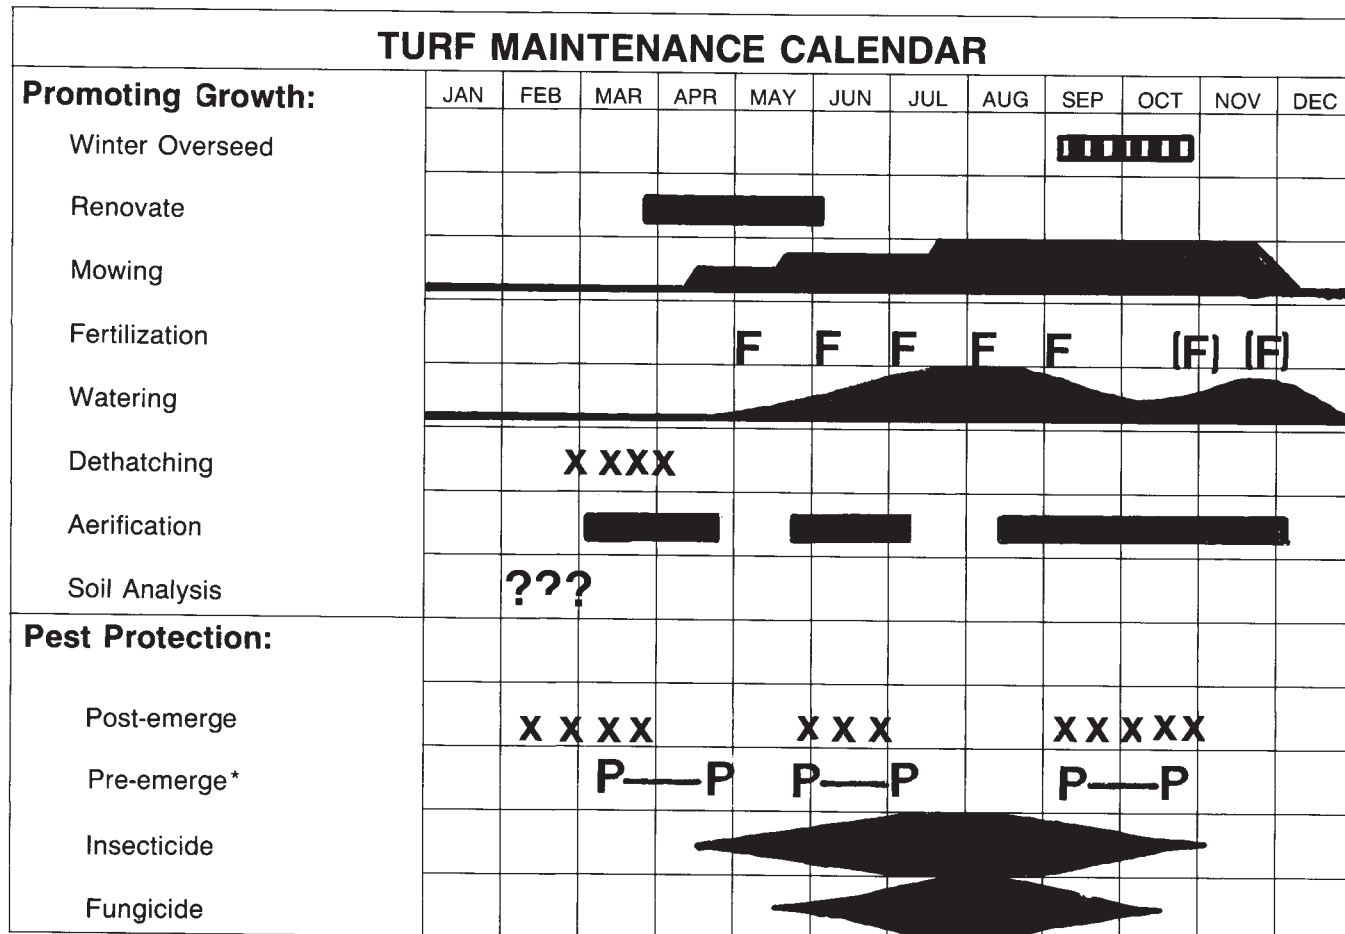 TURF MAINTENANCE CALENDAR
Promoting Growth: JAN FEB MAR APR MAY JUN JUL AUG SEP OCT NOV DEC
Winter Overseed
Renovate
Mowing
Fertilization F F F F F (F) (F)
Watering
Dethatching X X X X
Aerification
Soil Analysis ???
Pest Protection:
Post-emerge X X X X X X X X X X X X
Pre-emerge* P—P P—P P—P
Insecticide
Fungicide